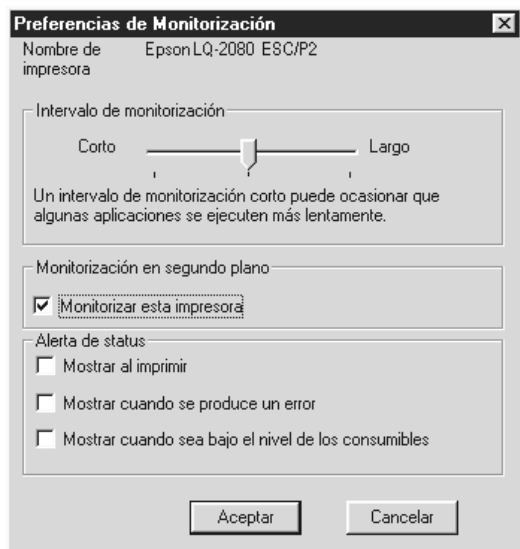 Preferencias de Monitorización
Nombre de impresora Epson LQ-2080 ESC/P2
Intervalo de monitorización
Corto Largo
Un intervalo de monitorización corto puede ocasionar que
algunas aplicaciones se ejecuten más lentamente.
Monitorización en segundo plano
Monitorizar esta impresora
Alerta de status
Mostrar al imprimir
Mostrar cuando se produce un error
Mostrar cuando sea bajo el nivel de los consumibles
Aceptar Cancelar